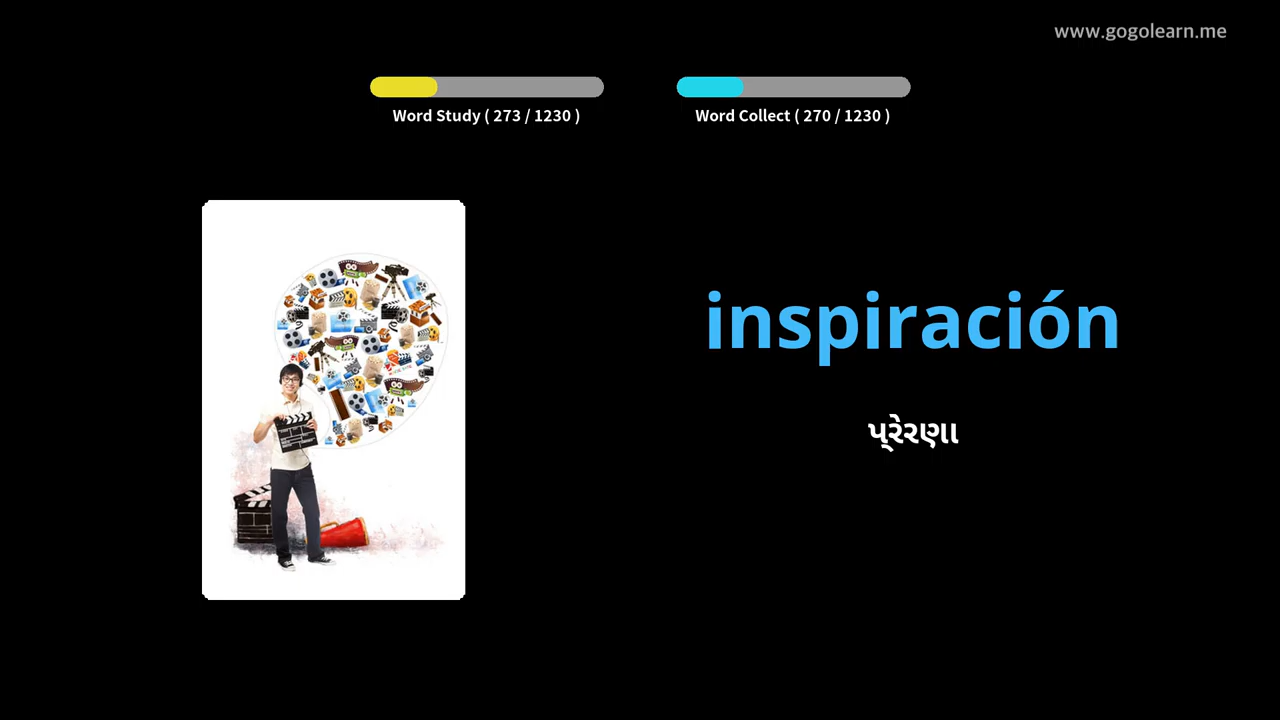 www.gogolearn.me
Word Study ( 273 / 1230 )
Word Collect ( 270 / 1230 )
inspiración
પ્રેરણા